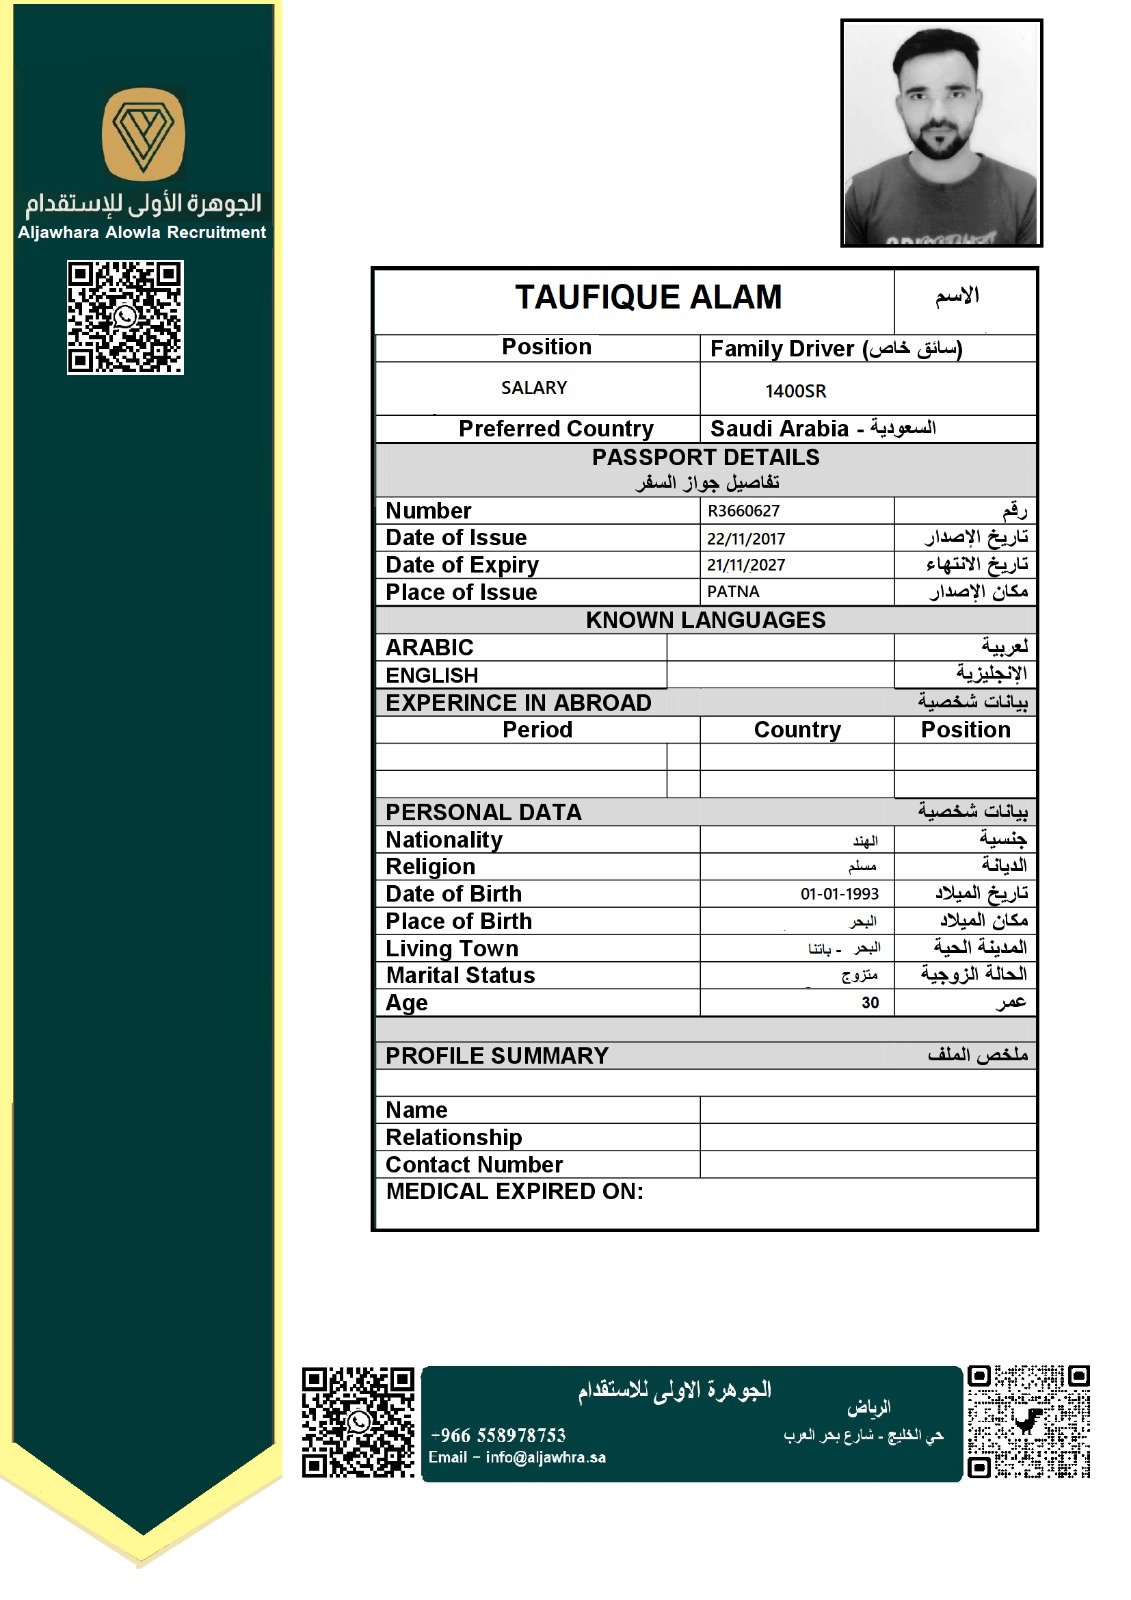 الجوهرة الأولى للإستقدام
Aljawhara Alowla Recruitment
TAUFIQUE ALAM الاسم
Position Family Driver (سائق خاص)
SALARY 1400SR
Preferred Country Saudi Arabia - السعودية
PASSPORT DETAILS
تفاصيل جواز السفر
Number R3660627 رقم
Date of Issue 22/11/2017 تاريخ الإصدار
Date of Expiry 21/11/2027 تاريخ الانتهاء
Place of Issue PATNA مكان الإصدار
KNOWN LANGUAGES
ARABIC لعربية
ENGLISH الإنجليزية
EXPERINCE IN ABROAD بيانات شخصية
Period Country Position
PERSONAL DATA بيانات شخصية
Nationality الهند جنسية
Religion مسلم الديانة
Date of Birth 01-01-1993 تاريخ الميلاد
Place of Birth البحر مكان الميلاد
Living Town البحر - باتنا المدينة الحية
Marital Status متزوج الحالة الزوجية
Age 30 عمر
PROFILE SUMMARY ملخص الملف
Name
Relationship
Contact Number
MEDICAL EXPIRED ON:
الجوهرة الاولى للاستقدام
الرياض
+966 558978753 حي الخليج - شارع بحر العرب
Email - info@aljawhra.sa